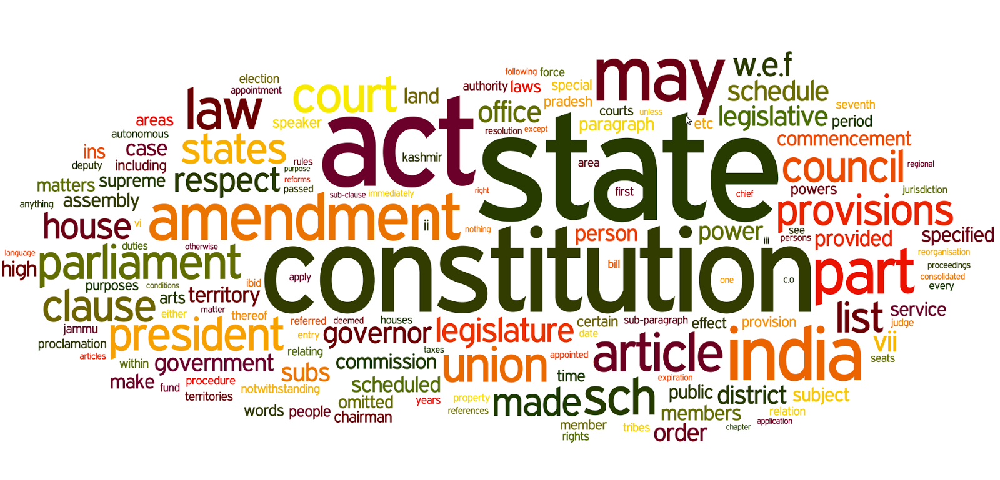 may
w.e.f
following
force
election
appointment
court
land
authority
laws
special
schedule
law
act
pradesh
office
courts
unless
seventh
areas
speaker
paragraph
etc
legislative
period
autonomous
resolution
except
state
commencement
ins
case
states
kashmir
deputy
including
rules
purpose
area
council
regional
matters
supreme
respect
reforms
passed
sub-clause
immediately
right
first
chief
powers
jurisdiction
anything
assembly
amendment
provisions
house
vi
ii
nothing
person
power
iii
see
persons
provided
specified
duties
otherwise
language
high
parliament
constitution
part
reorganisation
proceedings
consolidated
every
apply
bill
one
c.o
purposes
conditions
ibid
clause
arts
territory
either
matter
thereof
list
service
jammu
president
referred
deemed
houses
governor
legislature
certain
sub-paragraph
effect
provision
judge
entry
date
proclamation
articles
relating
taxes
article
india
vii
seats
within
government
commission
union
appointed
subs
time
expiration
make
fund
procedure
notwithstanding
scheduled
territories
omitted
years
property
made
sch
public
district
subject
words
people
chairman
references
members
relation
member
rights
tribes
order
chapter
application